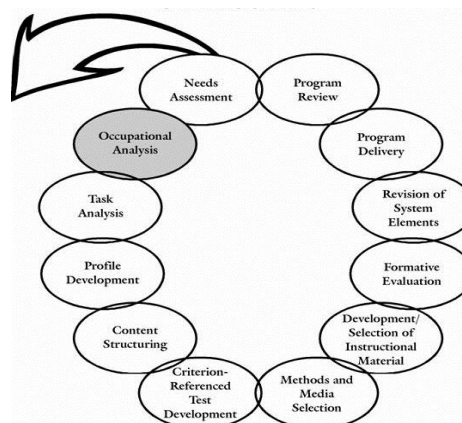 Needs
Assessment
Program
Review
Occupational
Analysis
Program
Delivery
Task
Analysis
Revision of
System
Elements
Profile
Development
Formative
Evaluation
Content
Structuring
Development/
Selection of
Instructional
Material
Criterion-
Referenced
Test
Development
Methods and
Media
Selection